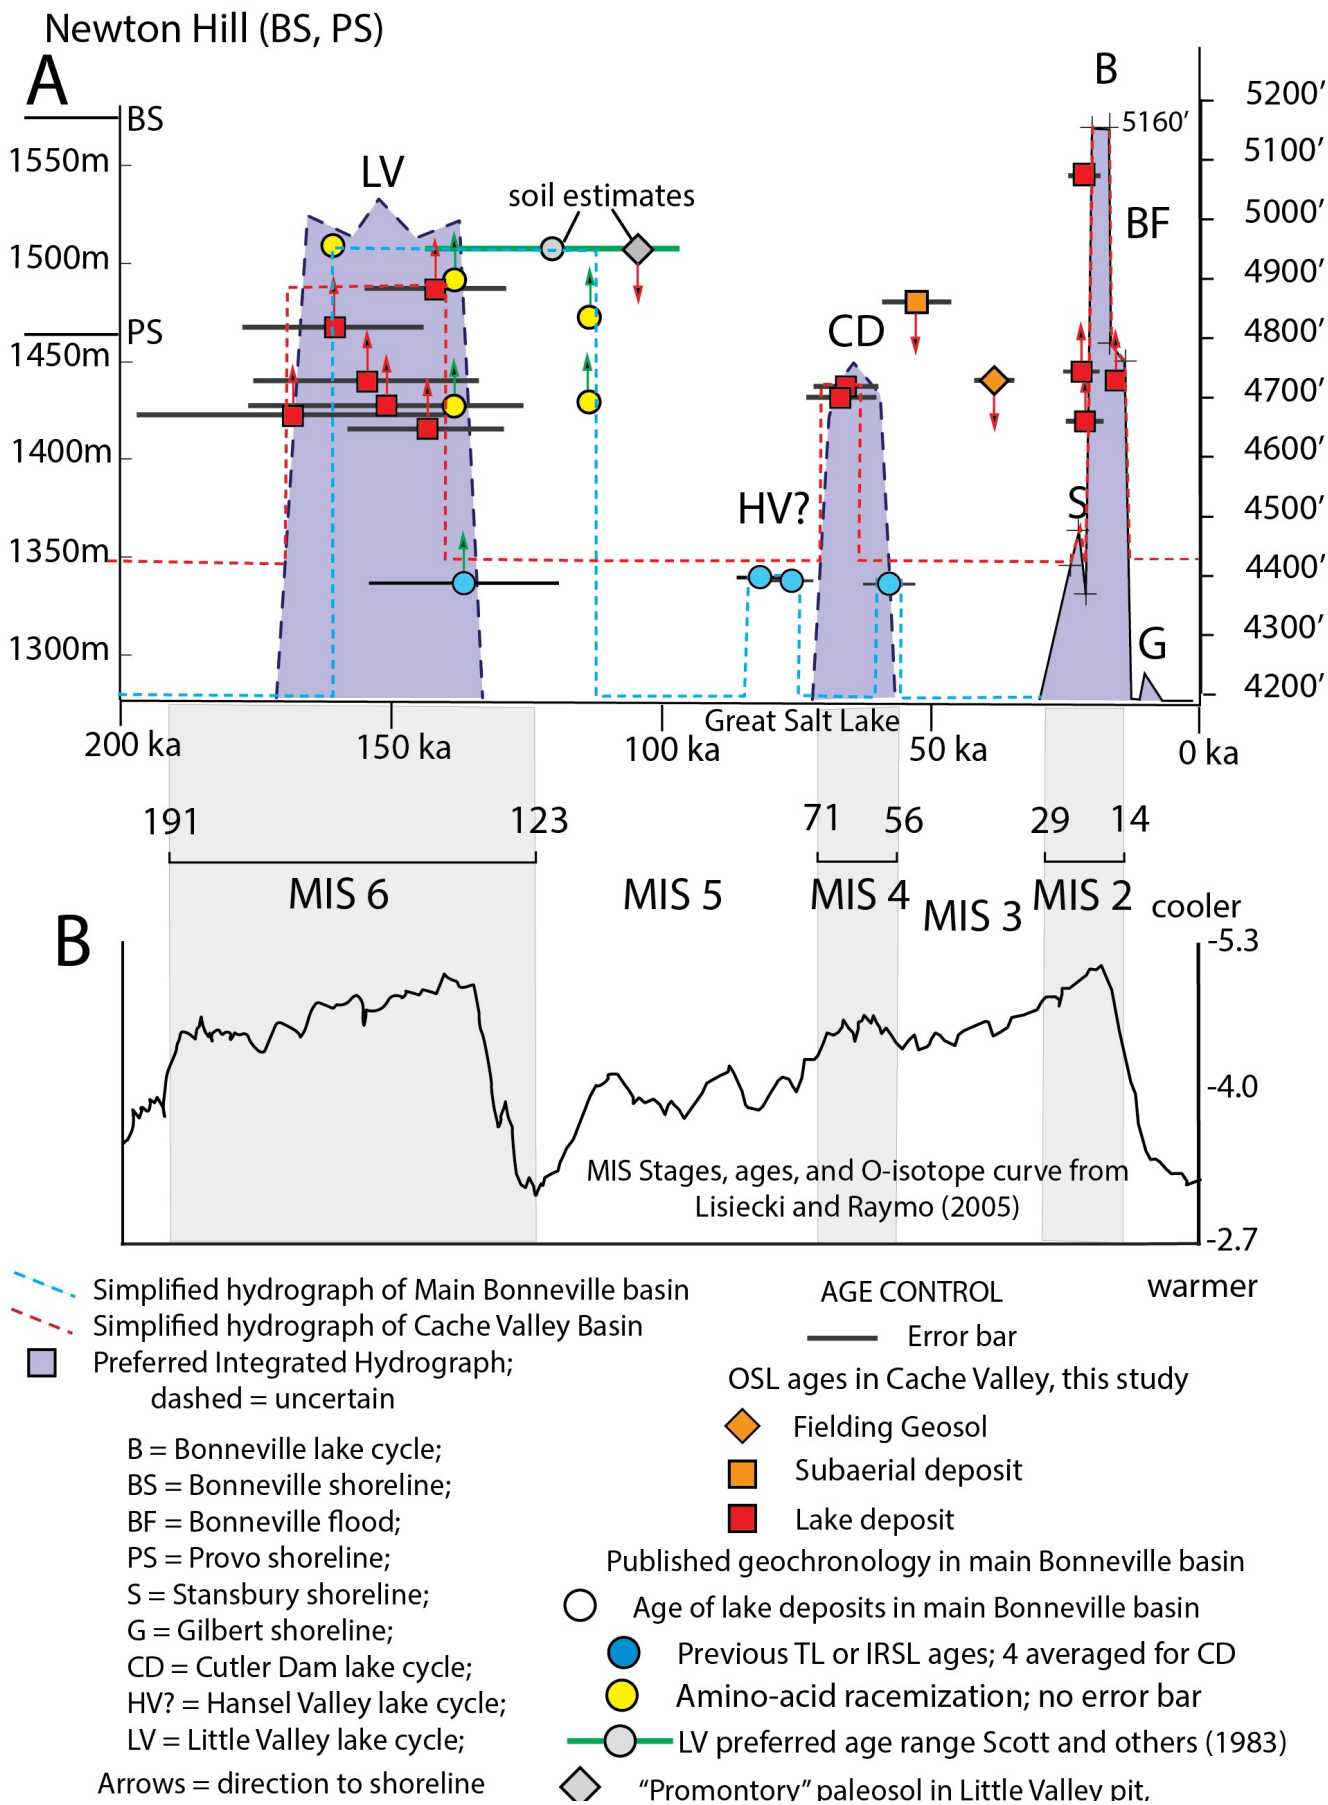 Newton Hill (BS, PS)
A
B
BS
5160'
5200'
1550m
5100'
LV
soil estimates
5000'
BF
1500m
4900'
PS
CD
4800'
1450m
4700'
1400m
4600'
HV?
S
4500'
1350m
4400'
G
4300'
1300m
4200'
Great Salt Lake
200 ka
150 ka
100 ka
50 ka
0 ka
191
123
71
56
29
14
MIS 6
MIS 5
MIS 4
MIS 3
MIS 2
cooler
B
-5.3
-4.0
MIS Stages, ages, and O-isotope curve from
Lisiecki and Raymo (2005)
-2.7
warmer
Simplified hydrograph of Main Bonneville basin
Simplified hydrograph of Cache Valley Basin
Preferred Integrated Hydrograph;
dashed = uncertain
B = Bonneville lake cycle;
BS = Bonneville shoreline;
BF = Bonneville flood;
PS = Provo shoreline;
S = Stansbury shoreline;
G = Gilbert shoreline;
CD = Cutler Dam lake cycle;
HV? = Hansel Valley lake cycle;
LV = Little Valley lake cycle;
Arrows = direction to shoreline
AGE CONTROL
Error bar
OSL ages in Cache Valley, this study
Fielding Geosol
Subaerial deposit
Lake deposit
Published geochronology in main Bonneville basin
Age of lake deposits in main Bonneville basin
Previous TL or IRSL ages; 4 averaged for CD
Amino-acid racemization; no error bar
LV preferred age range Scott and others (1983)
"Promontory" paleosol in Little Valley pit,